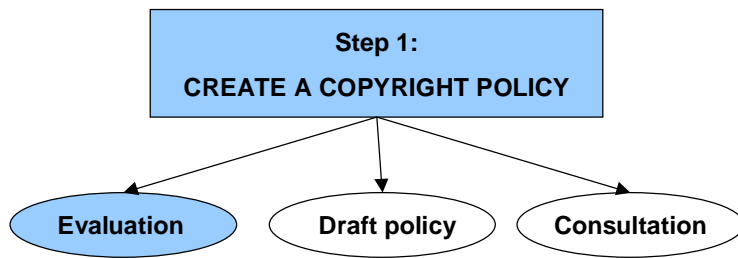 Step 1:
CREATE A COPYRIGHT POLICY
Evaluation
Draft policy
Consultation